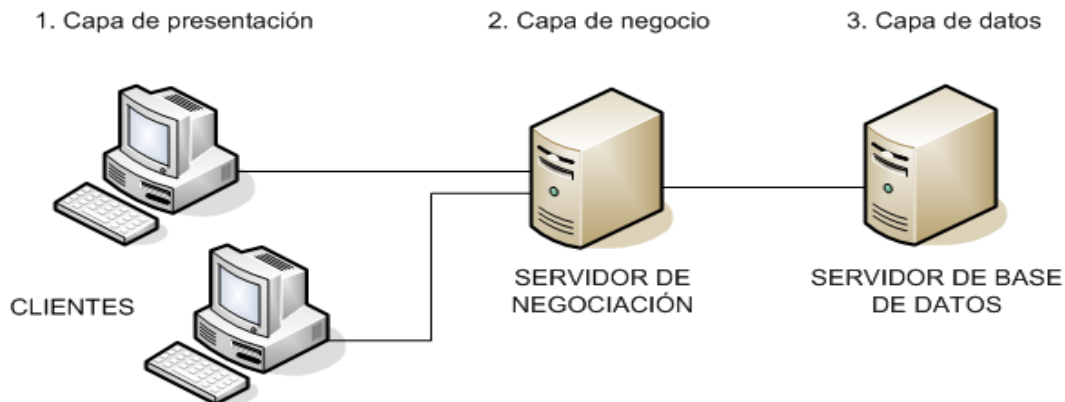 1. Capa de presentación
2. Capa de negocio
3. Capa de datos
CLIENTES
SERVIDOR DE
NEGOCIACIÓN
SERVIDOR DE BASE
DE DATOS